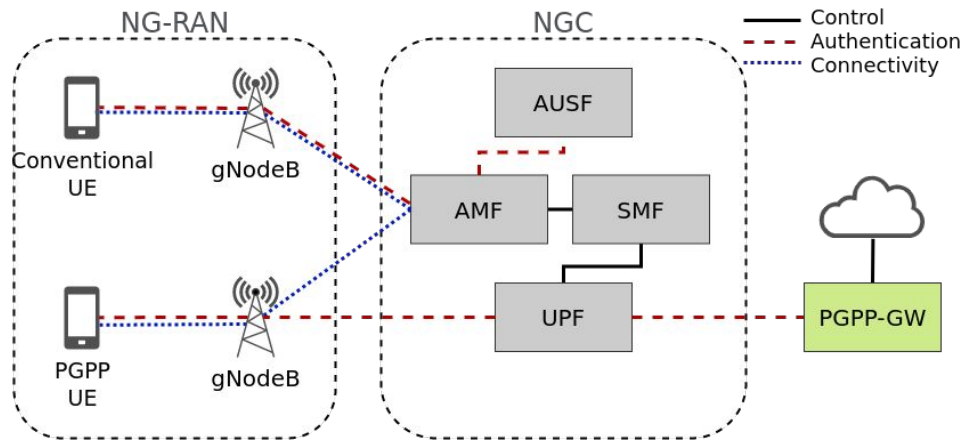 NG-RAN
NGC
Control
Authentication
Connectivity
AUSF
Conventional
UE
gNodeB
AMF
SMF
UPF
PGPP-GW
PGPP
UE
gNodeB